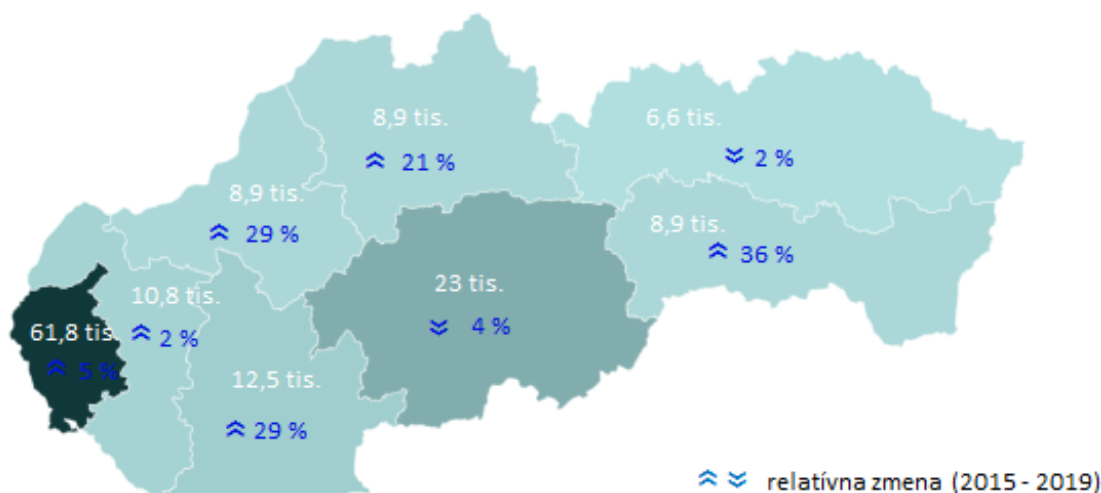 8,9 tis.
21 %
6,6 tis.
2 %
8,9 tis.
29 %
8,9 tis.
36 %
10,8 tis.
2 %
23 tis.
4 %
61,8 tis.
5 %
12,5 tis.
29 %
relatívna zmena (2015 - 2019)